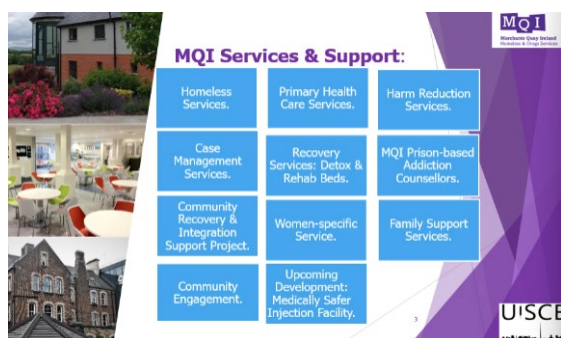 MQI
Merchants Quay Ireland
Homeless & Drugs Services
MQI Services & Support:
Homeless
Services.
Primary Health
Care Services.
Harm Reduction
Services.
Case
Management
Services.
Recovery
Services: Detox &
Rehab Beds.
MQI Prison-based
Addiction
Counsellors.
Community
Recovery &
Integration
Support Project.
Women-specific
Service.
Family Support
Services.
Community
Engagement.
Upcoming
Development:
Medically Safer
Injection Facility.
3
U!SCE